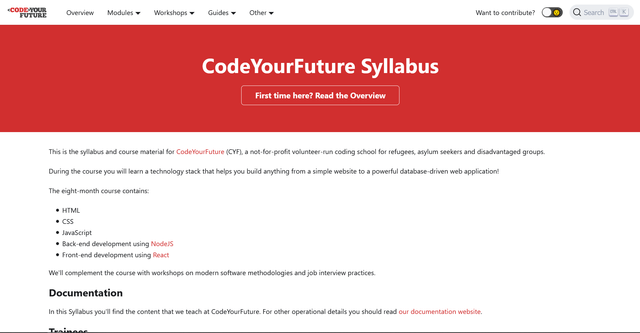 CODE YOUR
FUTURE
Overview
Modules
Workshops
Guides
Other
Want to contribute?
Search
CodeYourFuture Syllabus
First time here? Read the Overview
This is the syllabus and course material for CodeYourFuture (CYF), a not-for-profit volunteer-run coding school for refugees, asylum seekers and disadvantaged groups.
During the course you will learn a technology stack that helps you build anything from a simple website to a powerful database-driven web application!
The eight-month course contains:
HTML
CSS
JavaScript
Back-end development using NodeJS
Front-end development using React
We'll complement the course with workshops on modern software methodologies and job interview practices.
Documentation
In this Syllabus you'll find the content that we teach at CodeYourFuture. For other operational details you should read our documentation website.
Trainees